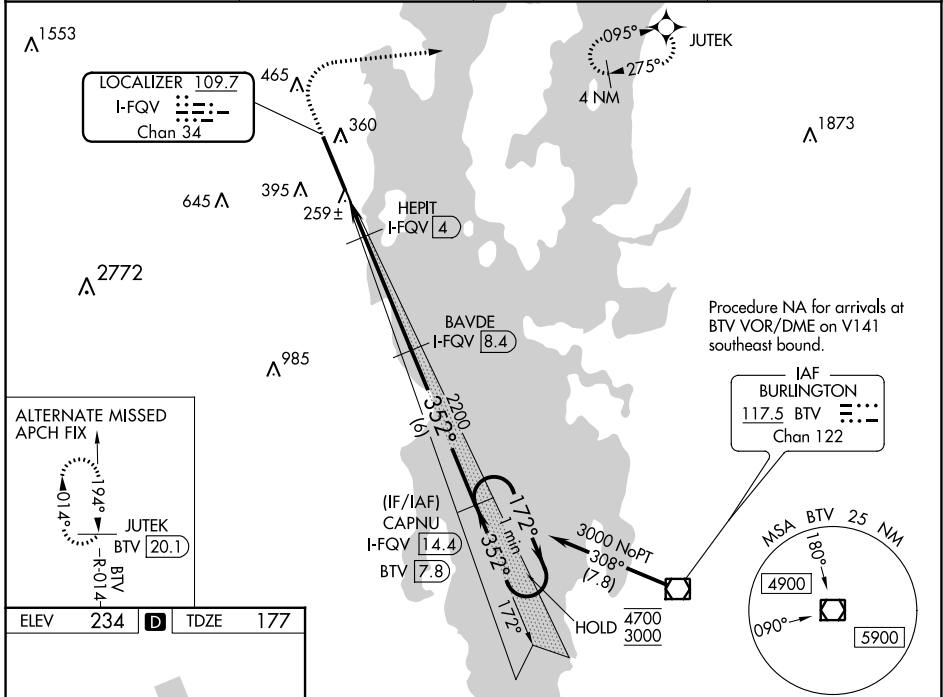 1553
095°
JUTEK
275°
4 NM
465
LOCALIZER 109.7
I-FQV
Chan 34
360
1873
645
395
259 ±
HEPIT
I-FQV 4
2772
Procedure NA for arrivals at
BTV VOR/DME on V141
southeast bound.
BAVDE
I-FQV 8.4
985
IAF
BURLINGTON
117.5 BTV
Chan 122
2200
352°
(6)
ALTERNATE MISSED
APCH FIX
014°
194°
JUTEK
BTV 20.1
R-014
BTV
(IF/IAF)
CAPNU
I-FQV 14.4
BTV 7.8
172°
1 min
352°
172°
3000 NoPT
308°
(7.8)
HOLD 4700
3000
MSA BTV 25 NM
180°
4900
090°
5900
ELEV 234 D TDZE 177